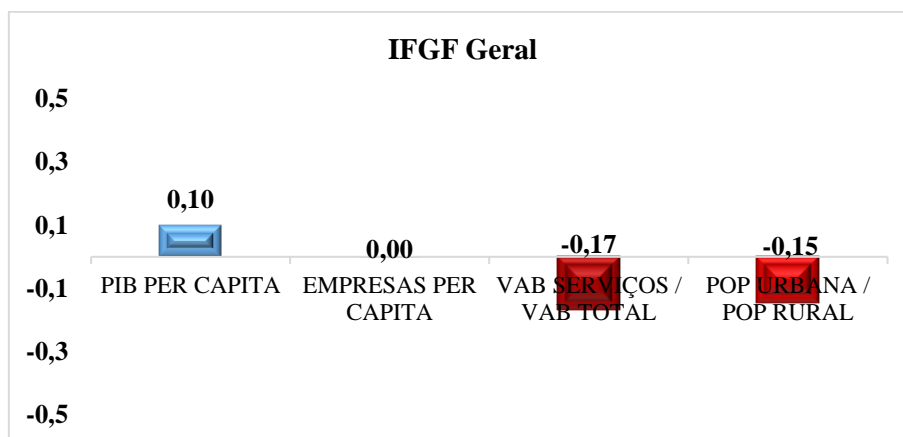 IFGF Geral
0,5
0,3
0,1
-0,1
-0,3
-0,5
0,10
0,00
-0,17
-0,15
PIB PER CAPITA
EMPRESAS PER
CAPITA
VAB SERVIÇOS /
VAB TOTAL
POP URBANA /
POP RURAL